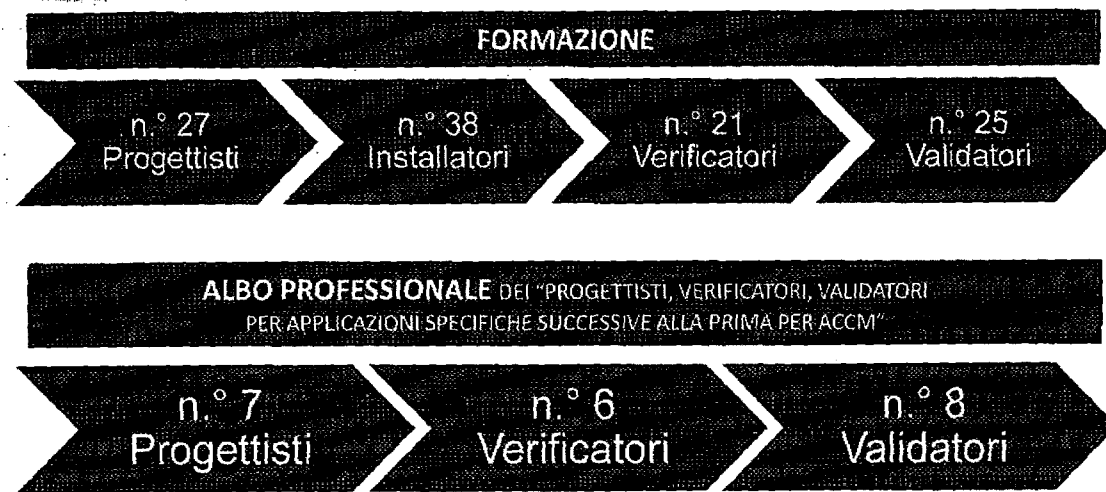 FORMAZIONE
n.° 27
Progettisti
n.° 38
Installatori
n.° 21
Verificatori
n.° 25
Validatori
ALBO PROFESSIONALE DEI “PROGETTISTI, VERIFICATORI, VALIDATORI
PER APPLICAZIONI SPECIFICHE SUCCESSIVE ALLA PRIMA PER ACCM”
n.° 7
Progettisti
n.° 6
Verificatori
n.° 8
Validatori